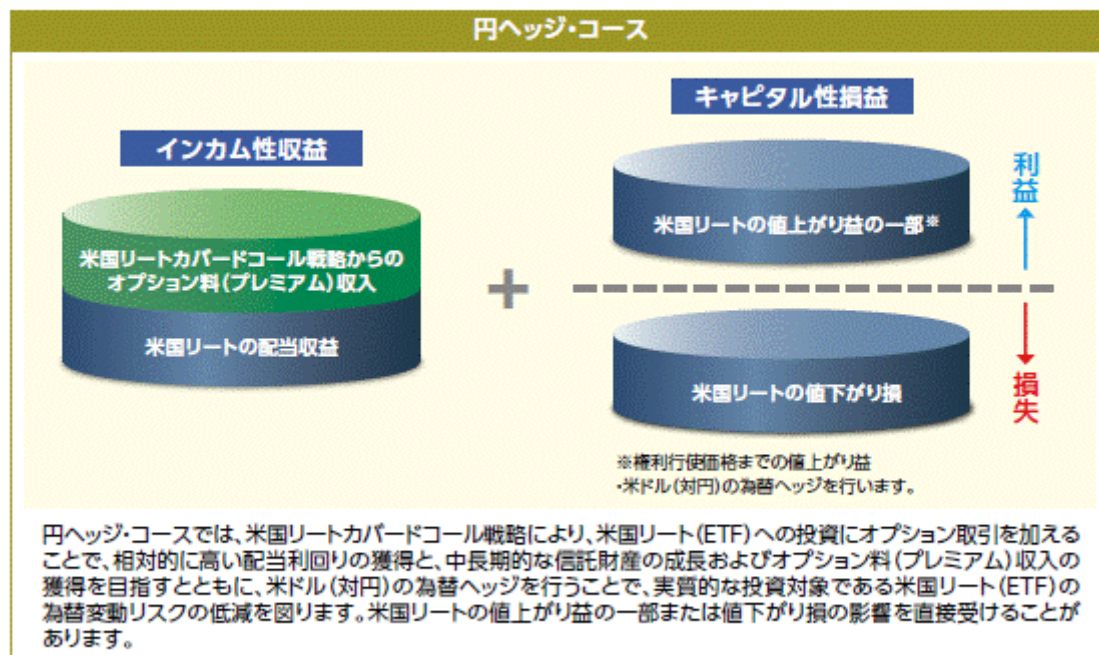 円ヘッジ・コース
インカム性収益
米国リートカバードコール戦略からの
オプション料(プレミアム)収入
米国リートの配当収益
+
キャピタル性損益
米国リートの値上がり益の一部※
利益
米国リートの値下がり損
損失
※権利行使価格までの値上がり益
・米ドル(対円)の為替ヘッジを行います。
円ヘッジ・コースでは、米国リートカバードコール戦略により、米国リート(ETF)への投資にオプション取引を加える
ことで、相対的に高い配当利回りの獲得と、中長期的な信託財産の成長およびオプション料(プレミアム)収入の
獲得を目指すとともに、米ドル(対円)の為替ヘッジを行うことで、実質的な投資対象である米国リート(ETF)の
為替変動リスクの低減を図ります。米国リートの値上がり益の一部または値下がり損の影響を直接受けることが
あります。